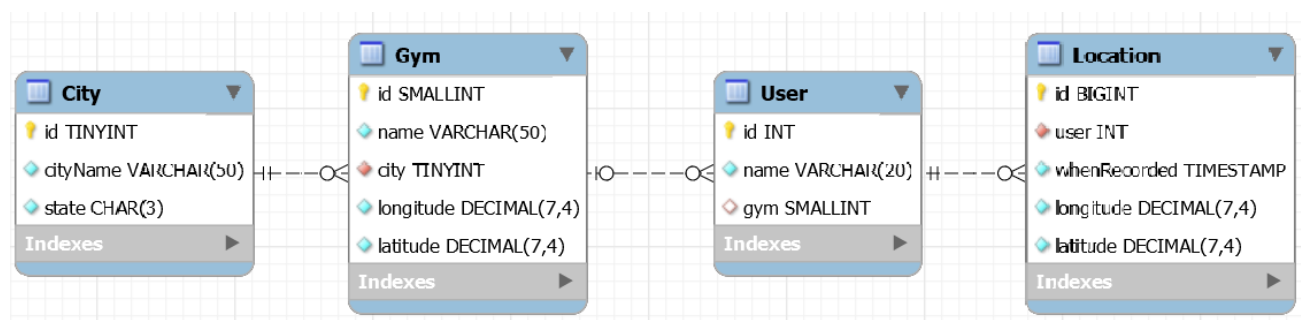 City
id TINYINT
cityName VARCHAR(50)
state CHAR(3)
Indexes
Gym
id SMALLINT
name VARCHAR(50)
city TINYINT
longitude DECIMAL(7,4)
latitude DECIMAL(7,4)
Indexes
User
id INT
name VARCHAR(20)
gym SMALLINT
Indexes
Location
id BIGINT
user INT
whenRecorded TIMESTAMP
longitude DECIMAL(7,4)
latitude DECIMAL(7,4)
Indexes